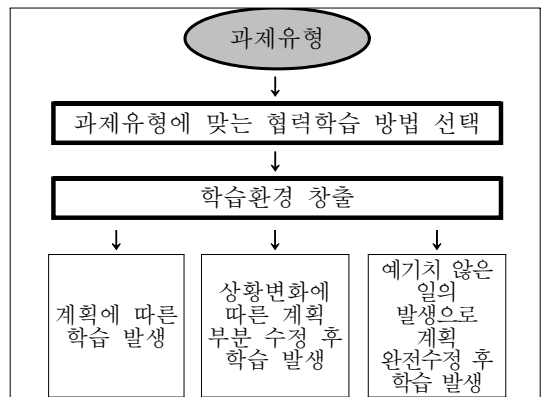 과제유형
과제유형에 맞는 협력학습 방법 선택
학습환경 창출
계획에 따른
학습 발생
상황변화에
따른 계획
부분 수정 후
학습 발생
예기치 않은
일의
발생으로
계획
완전수정 후
학습 발생